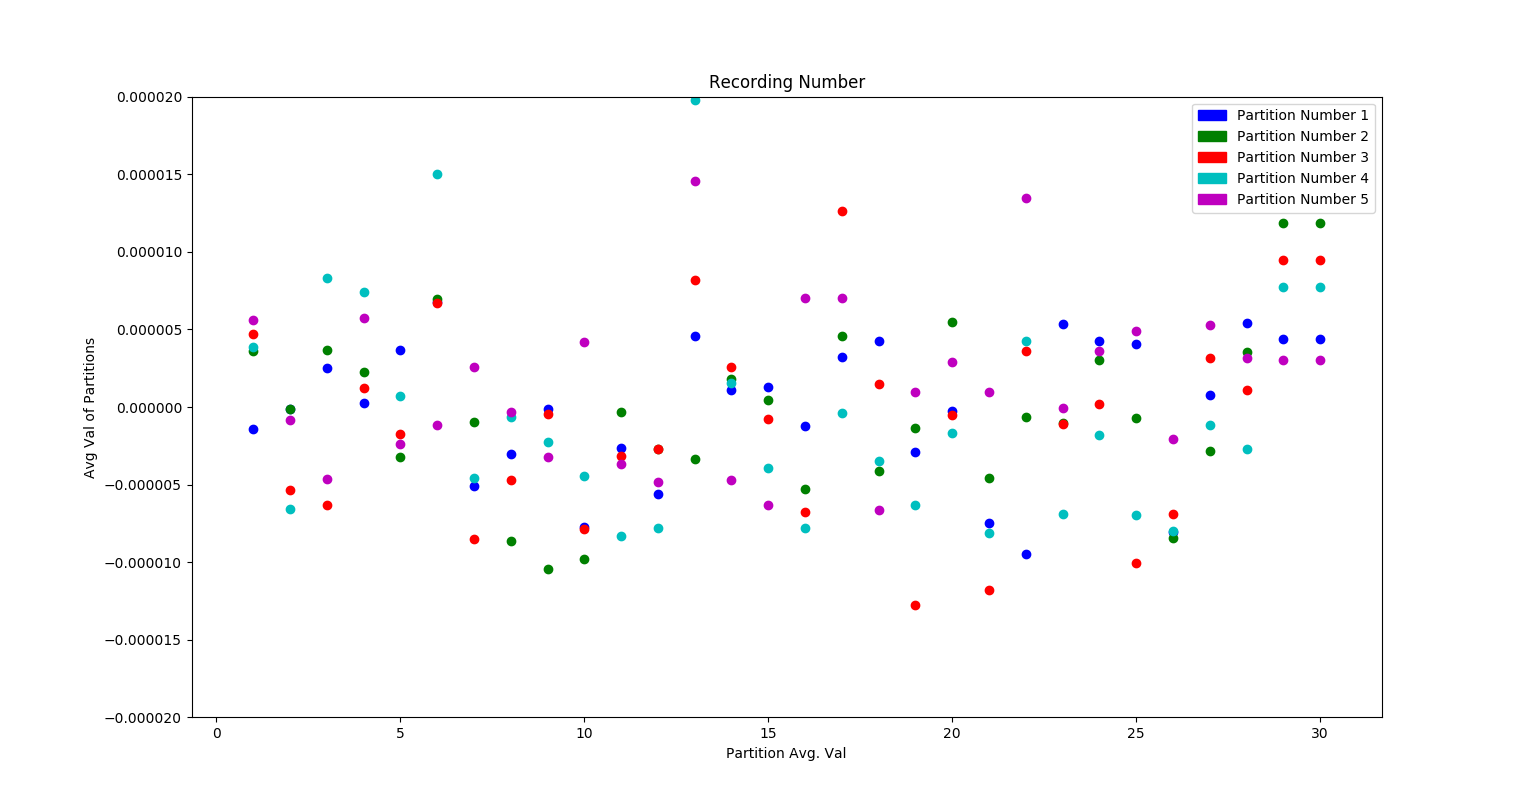 Recording Number
Avg Val of Partitions
0.000020
0.000015
0.000010
0.000005
0.000000
−0.000005
−0.000010
−0.000015
−0.000020
Partition Number 1
Partition Number 2
Partition Number 3
Partition Number 4
Partition Number 5
0 5 10 15 20 25 30
Partition Avg. Val